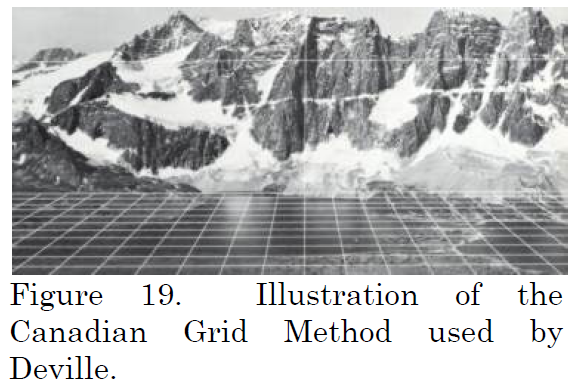 Figure 19. Illustration of the
Canadian Grid Method used by
Deville.